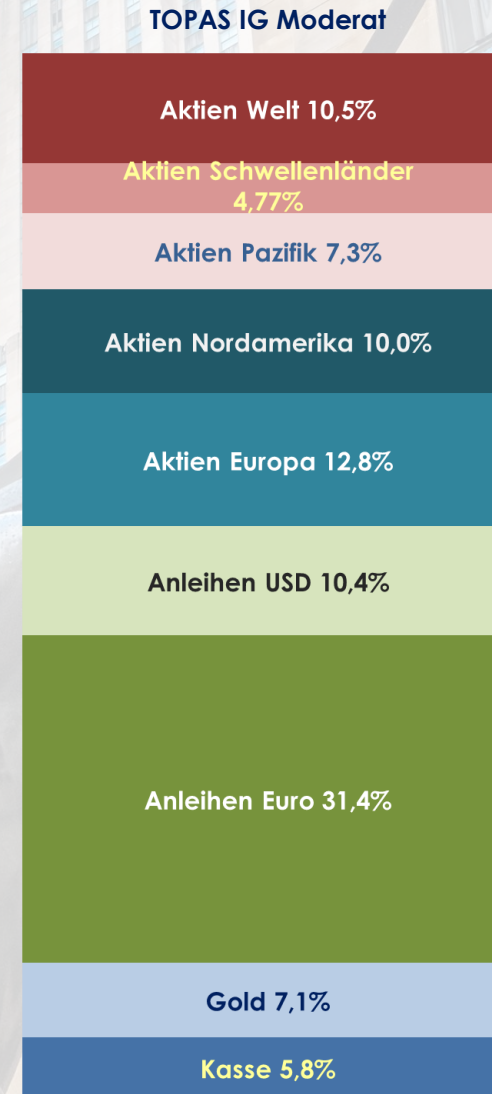 TOPAS IG Moderat
Aktien Welt 10,5%
Aktien Schwellenländer
4,77%
Aktien Pazifik 7,3%
Aktien Nordamerika 10,0%
Aktien Europa 12,8%
Anleihen USD 10,4%
Anleihen Euro 31,4%
Gold 7,1%
Kasse 5,8%